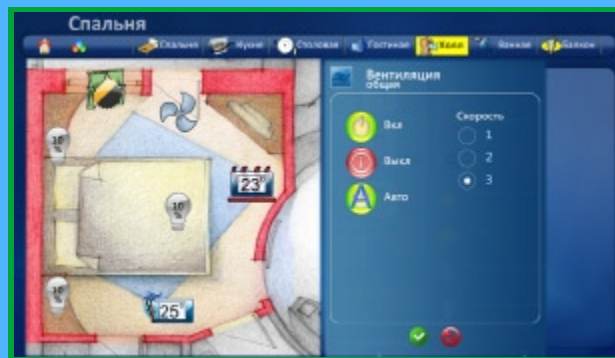 Спальня
Спальня Кухня Столовая Гостиная Холл Ванная Балкон
Вентиляция
общая
Вкл
Выкл
Авто
Скорость
1
2
3
10
%
23°
10
%
10
%
25°